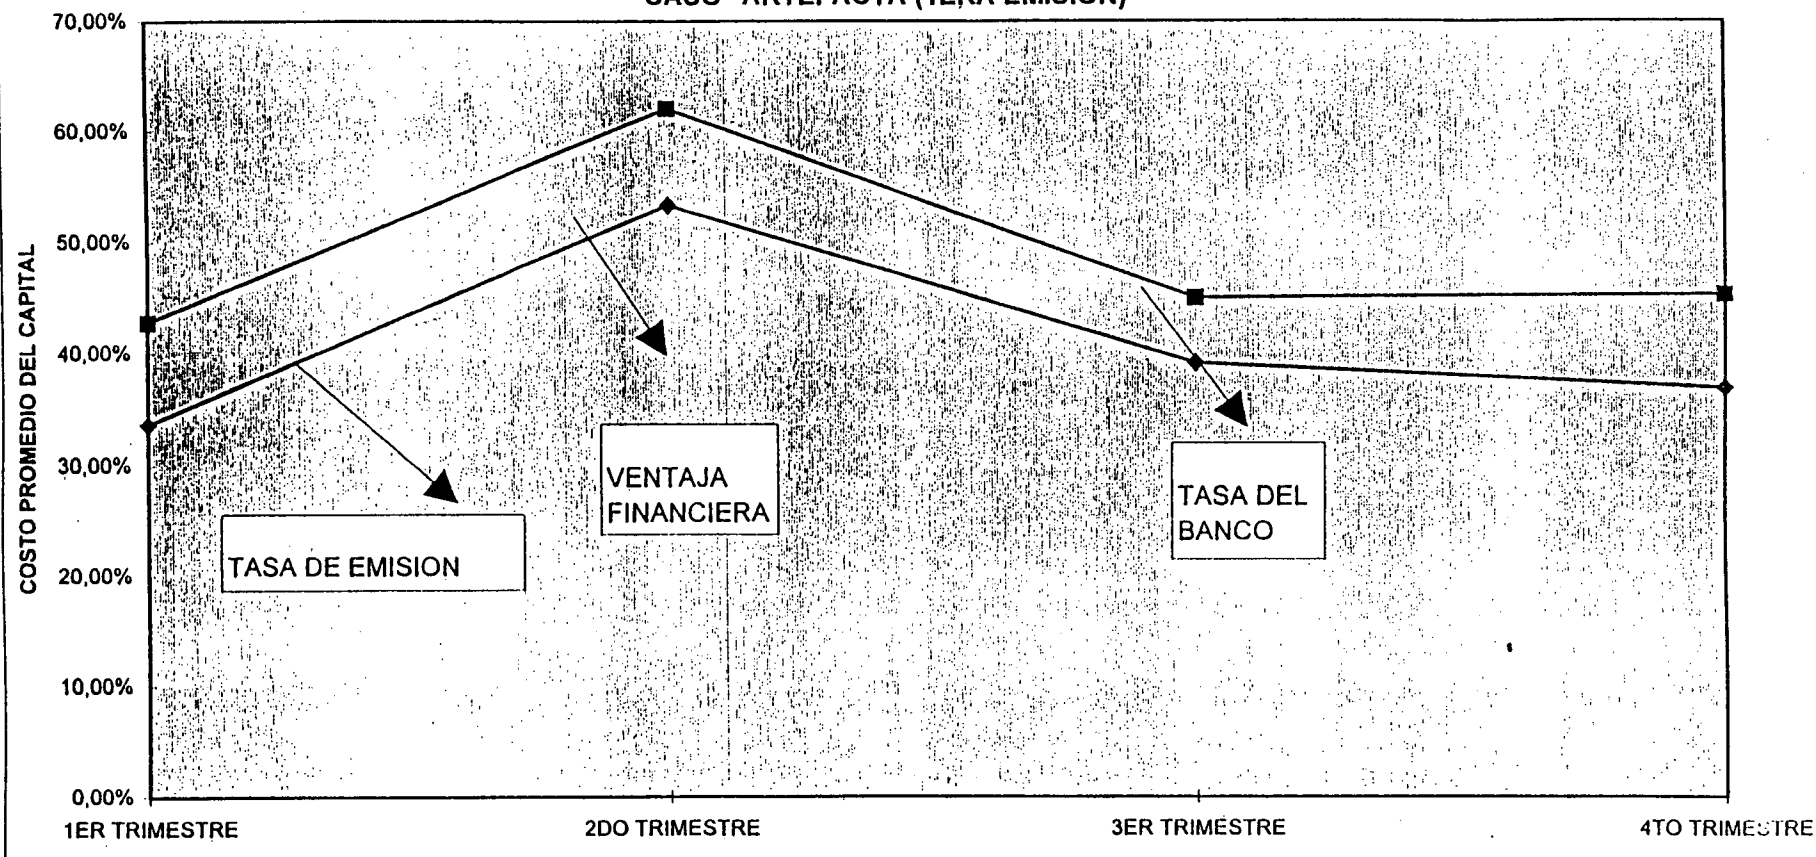 70,00%
60,00%
50,00%
40,00%
30,00%
20,00%
10,00%
0,00%
COSTO PROMEDIO DEL CAPITAL
VENTAJA
FINANCIERA
TASA DEL
BANCO
TASA DE EMISION
1ER TRIMESTRE
2DO TRIMESTRE
3ER TRIMESTRE
4TO TRIMESTRE